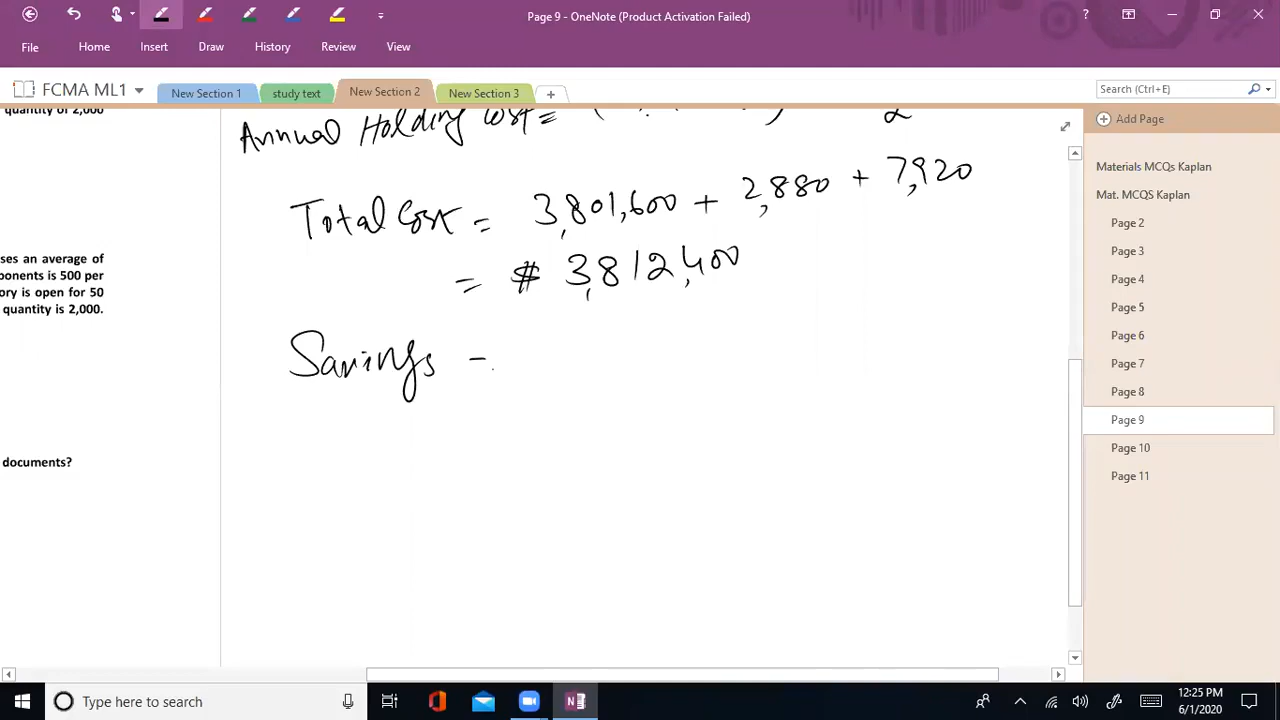 Page 9 - OneNote (Product Activation Failed)
File Home Insert Draw History Review View
FCMA ML1 New Section 1 study text New Section 2 New Section 3 Search (Ctrl+E)
Add Page
quantity of 2,000
Annual Holding Cost =
2
Total Cost = 3,801,600 + 2,880 + 7,920
= $ 3,812,400
Savings -
ses an average of
ponents is 500 per
ory is open for 50
quantity is 2,000.
documents?
Materials MCQs Kaplan
Mat. MCQS Kaplan
Page 2
Page 3
Page 4
Page 5
Page 6
Page 7
Page 8
Page 9
Page 10
Page 11
Type here to search
12:25 PM
6/1/2020